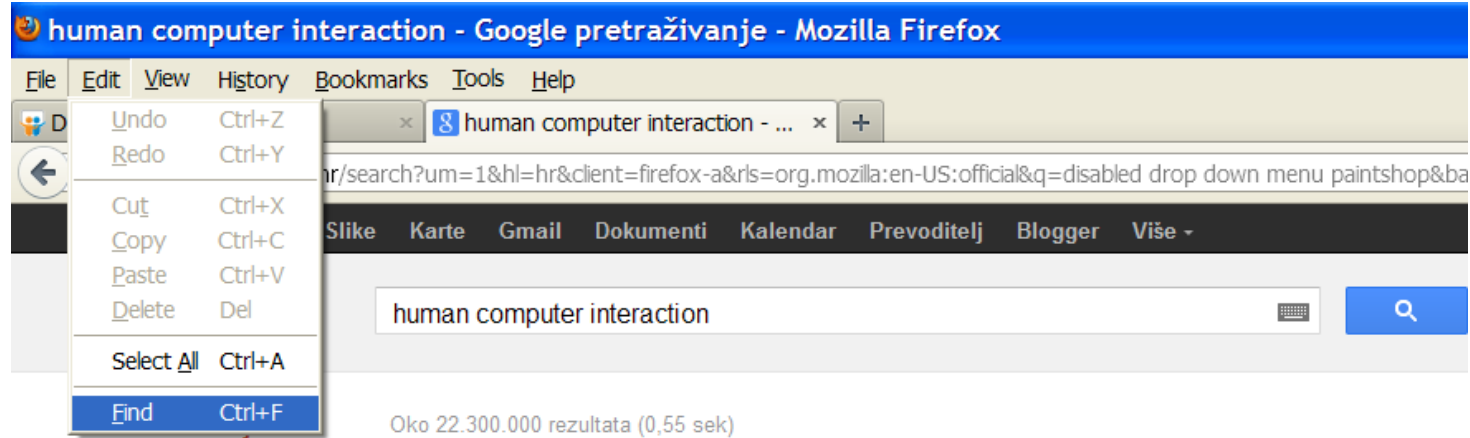 human computer interaction - Google pretraživanje - Mozilla Firefox
File Edit View History Bookmarks Tools Help
D × human computer interaction - ... × +
Undo Ctrl+Z
Redo Ctrl+Y
hr/search?um=1&hl=hr&client=firefox-a&rls=org.mozilla:en-US:official&q=disabled drop down menu paintshop&ba
Cut Ctrl+X
Slike Karte Gmail Dokumenti Kalendar Prevoditelj Blogger Više
Copy Ctrl+C
Paste Ctrl+V
Delete Del
human computer interaction
Select All Ctrl+A
Find Ctrl+F
Oko 22.300.000 rezultata (0,55 sek)